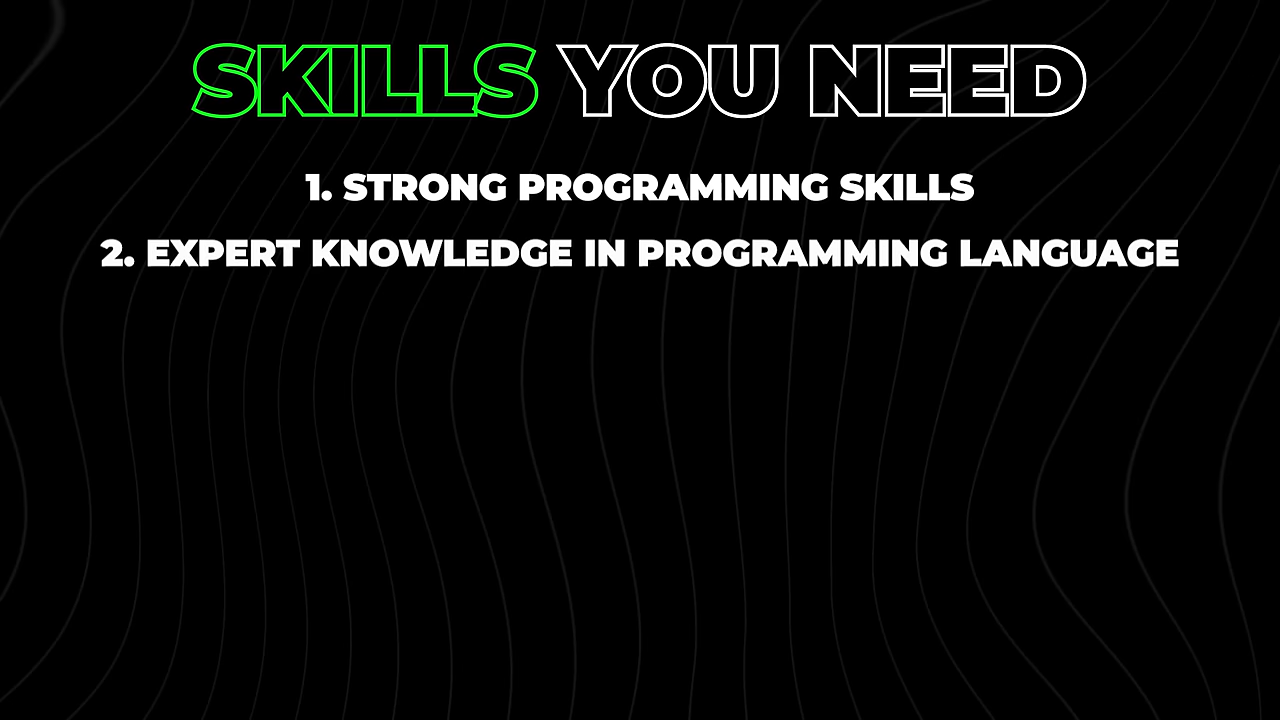 SKILLS YOU NEED
1. STRONG PROGRAMMING SKILLS
2. EXPERT KNOWLEDGE IN PROGRAMMING LANGUAGE